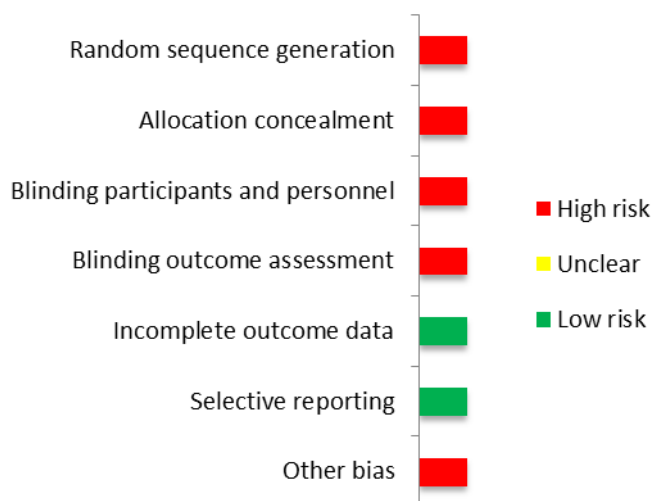 Random sequence generation
Allocation concealment
Blinding participants and personnel
Blinding outcome assessment
Incomplete outcome data
Selective reporting
Other bias
High risk
Unclear
Low risk